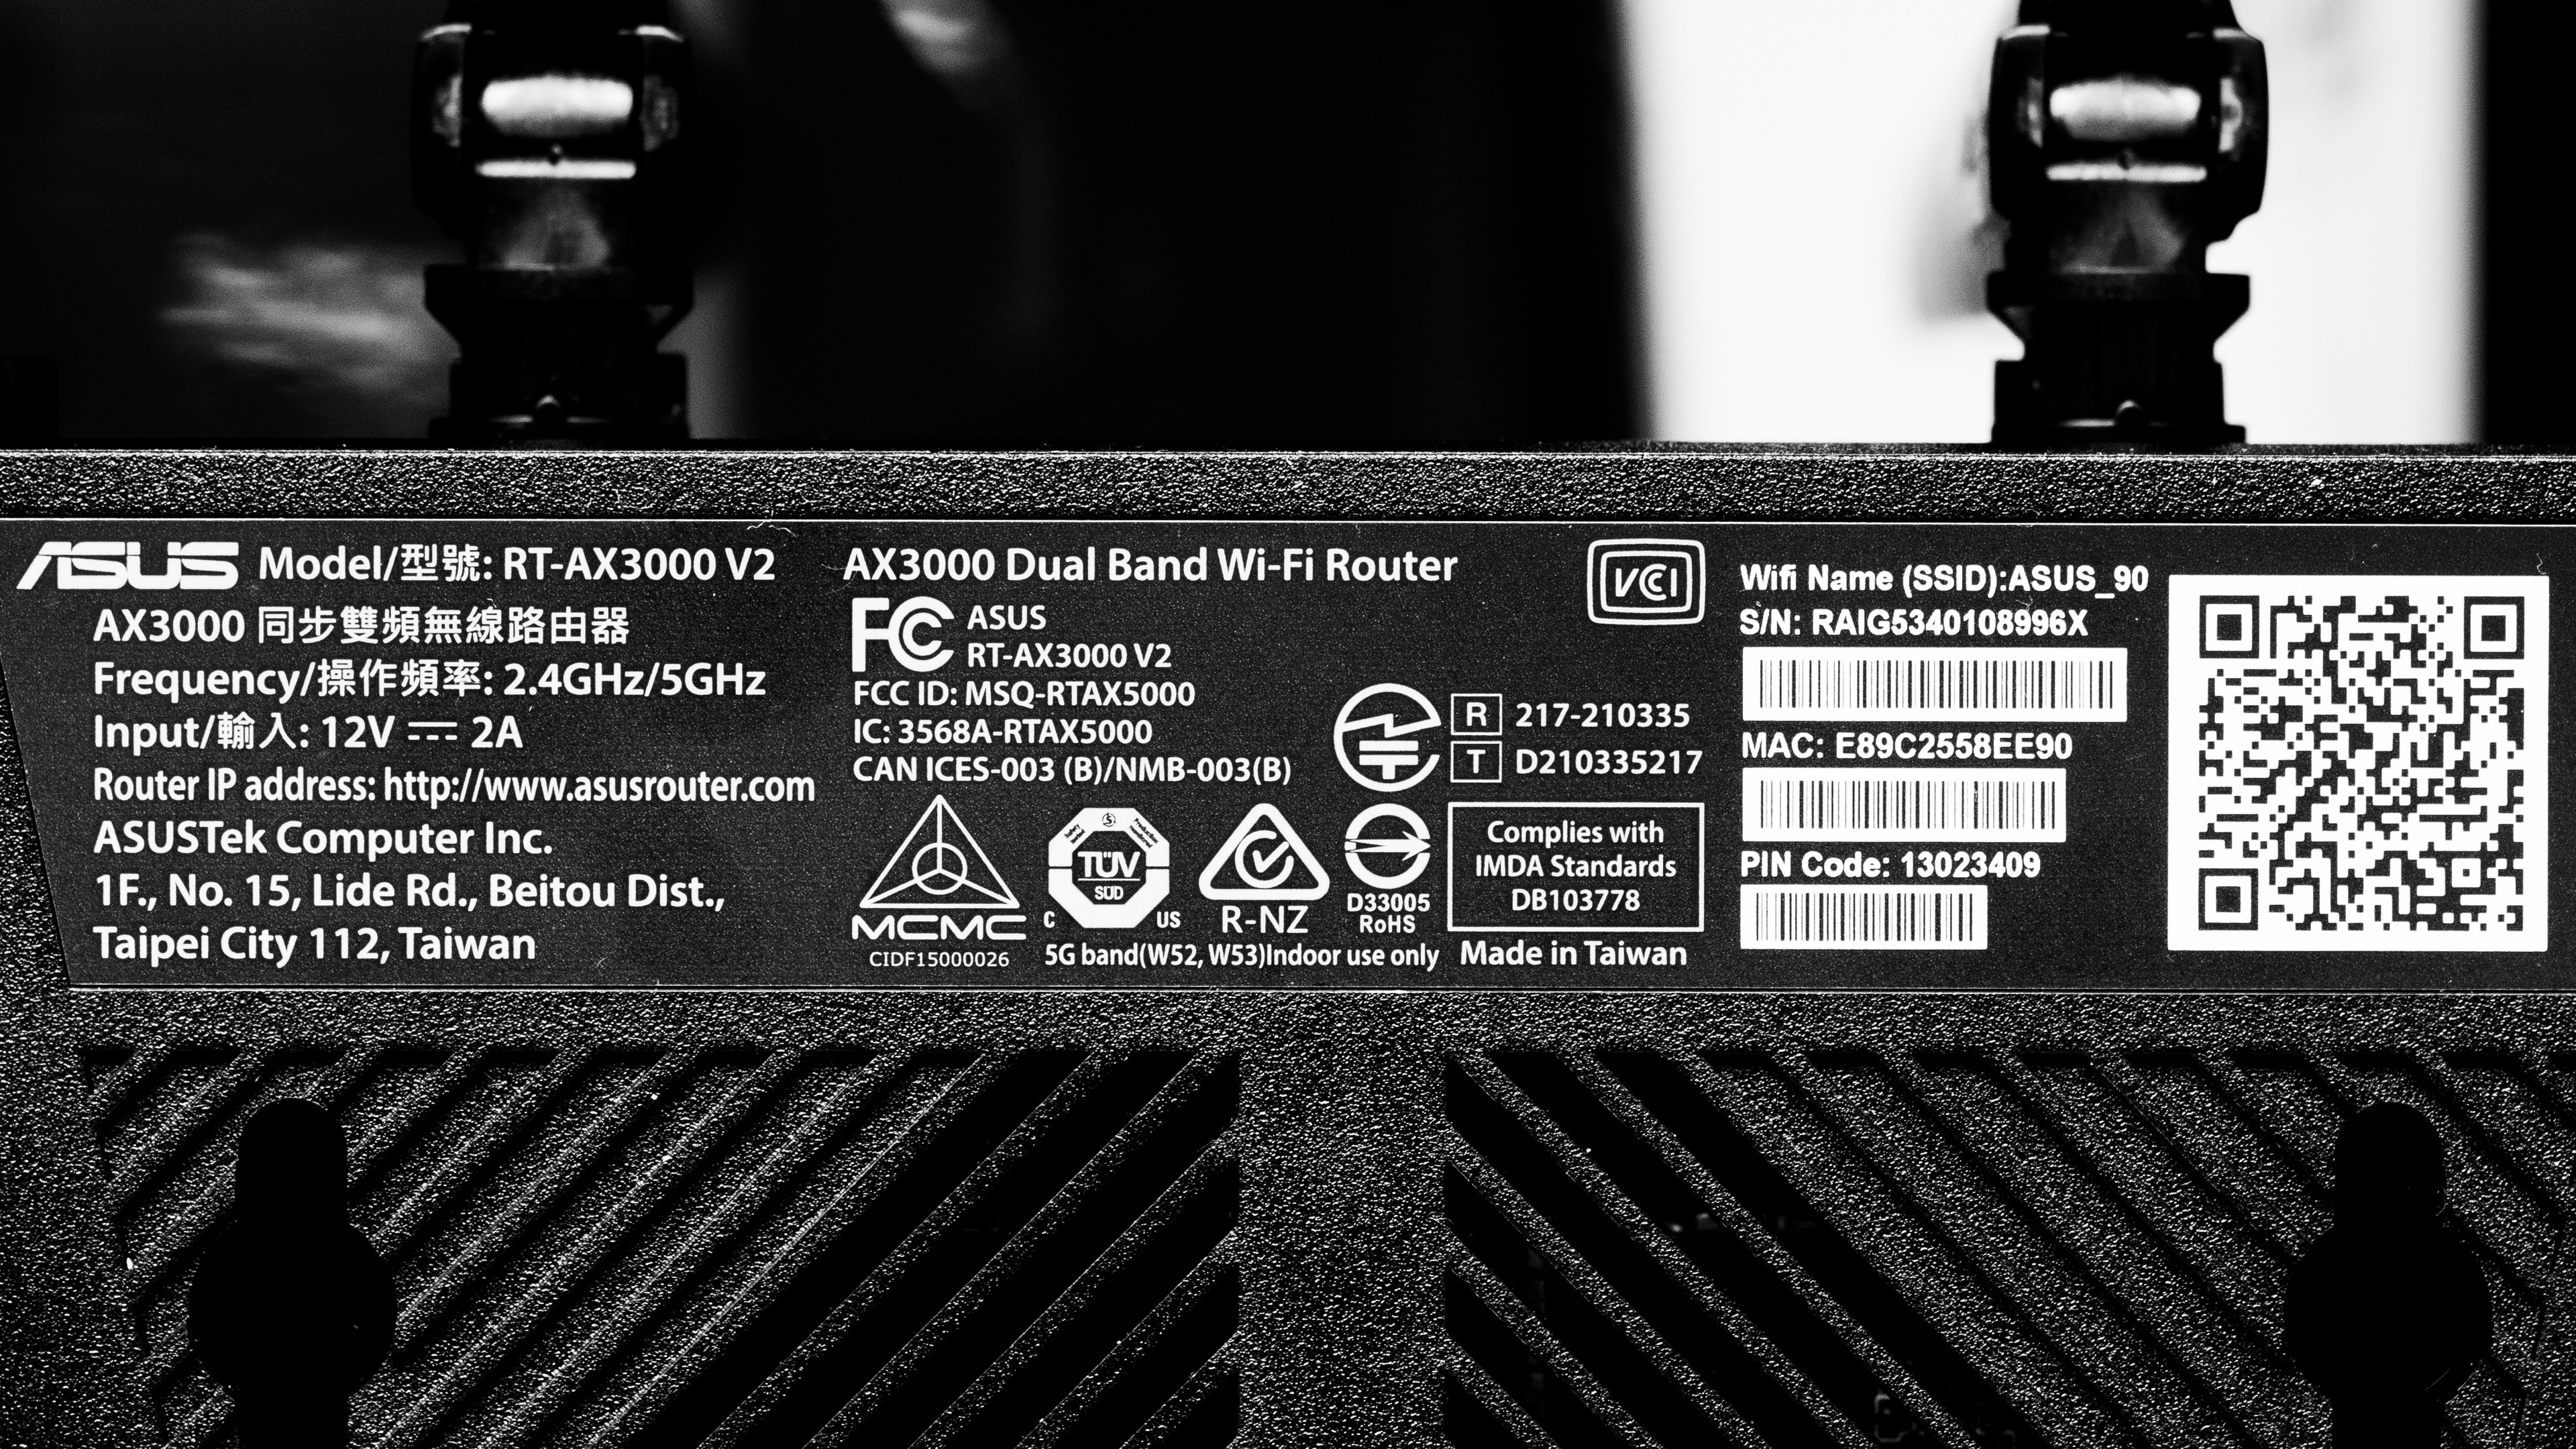 ASUS Model/型號: RT-AX3000 V2
AX3000 同步雙頻無線路由器
Frequency/操作頻率: 2.4GHz/5GHz
Input/輸入: 12V ⎓ 2A
Router IP address: http://www.asusrouter.com
ASUSTek Computer Inc.
1F., No. 15, Lide Rd., Beitou Dist.,
Taipei City 112, Taiwan
AX3000 Dual Band Wi-Fi Router
FC ASUS
RT-AX3000 V2
FCC ID: MSQ-RTAX5000
IC: 3568A-RTAX5000
CAN ICES-003 (B)/NMB-003(B)
VCCI
R 217-210335
T D210335217
MCMC
CIDF15000026
TÜV
SÜD
C US
R-NZ
D33005
RoHS
Complies with
IMDA Standards
DB103778
5G band(W52, W53)Indoor use only
Made in Taiwan
Wifi Name (SSID):ASUS_90
S/N: RAIG5340108996X
MAC: E89C2558EE90
PIN Code: 13023409